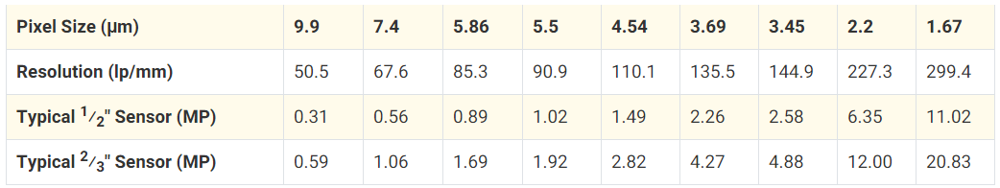 Pixel Size (µm) 9.9 7.4 5.86 5.5 4.54 3.69 3.45 2.2 1.67
Resolution (lp/mm) 50.5 67.6 85.3 90.9 110.1 135.5 144.9 227.3 299.4
Typical 1/2" Sensor (MP) 0.31 0.56 0.89 1.02 1.49 2.26 2.58 6.35 11.02
Typical 2/3" Sensor (MP) 0.59 1.06 1.69 1.92 2.82 4.27 4.88 12.00 20.83